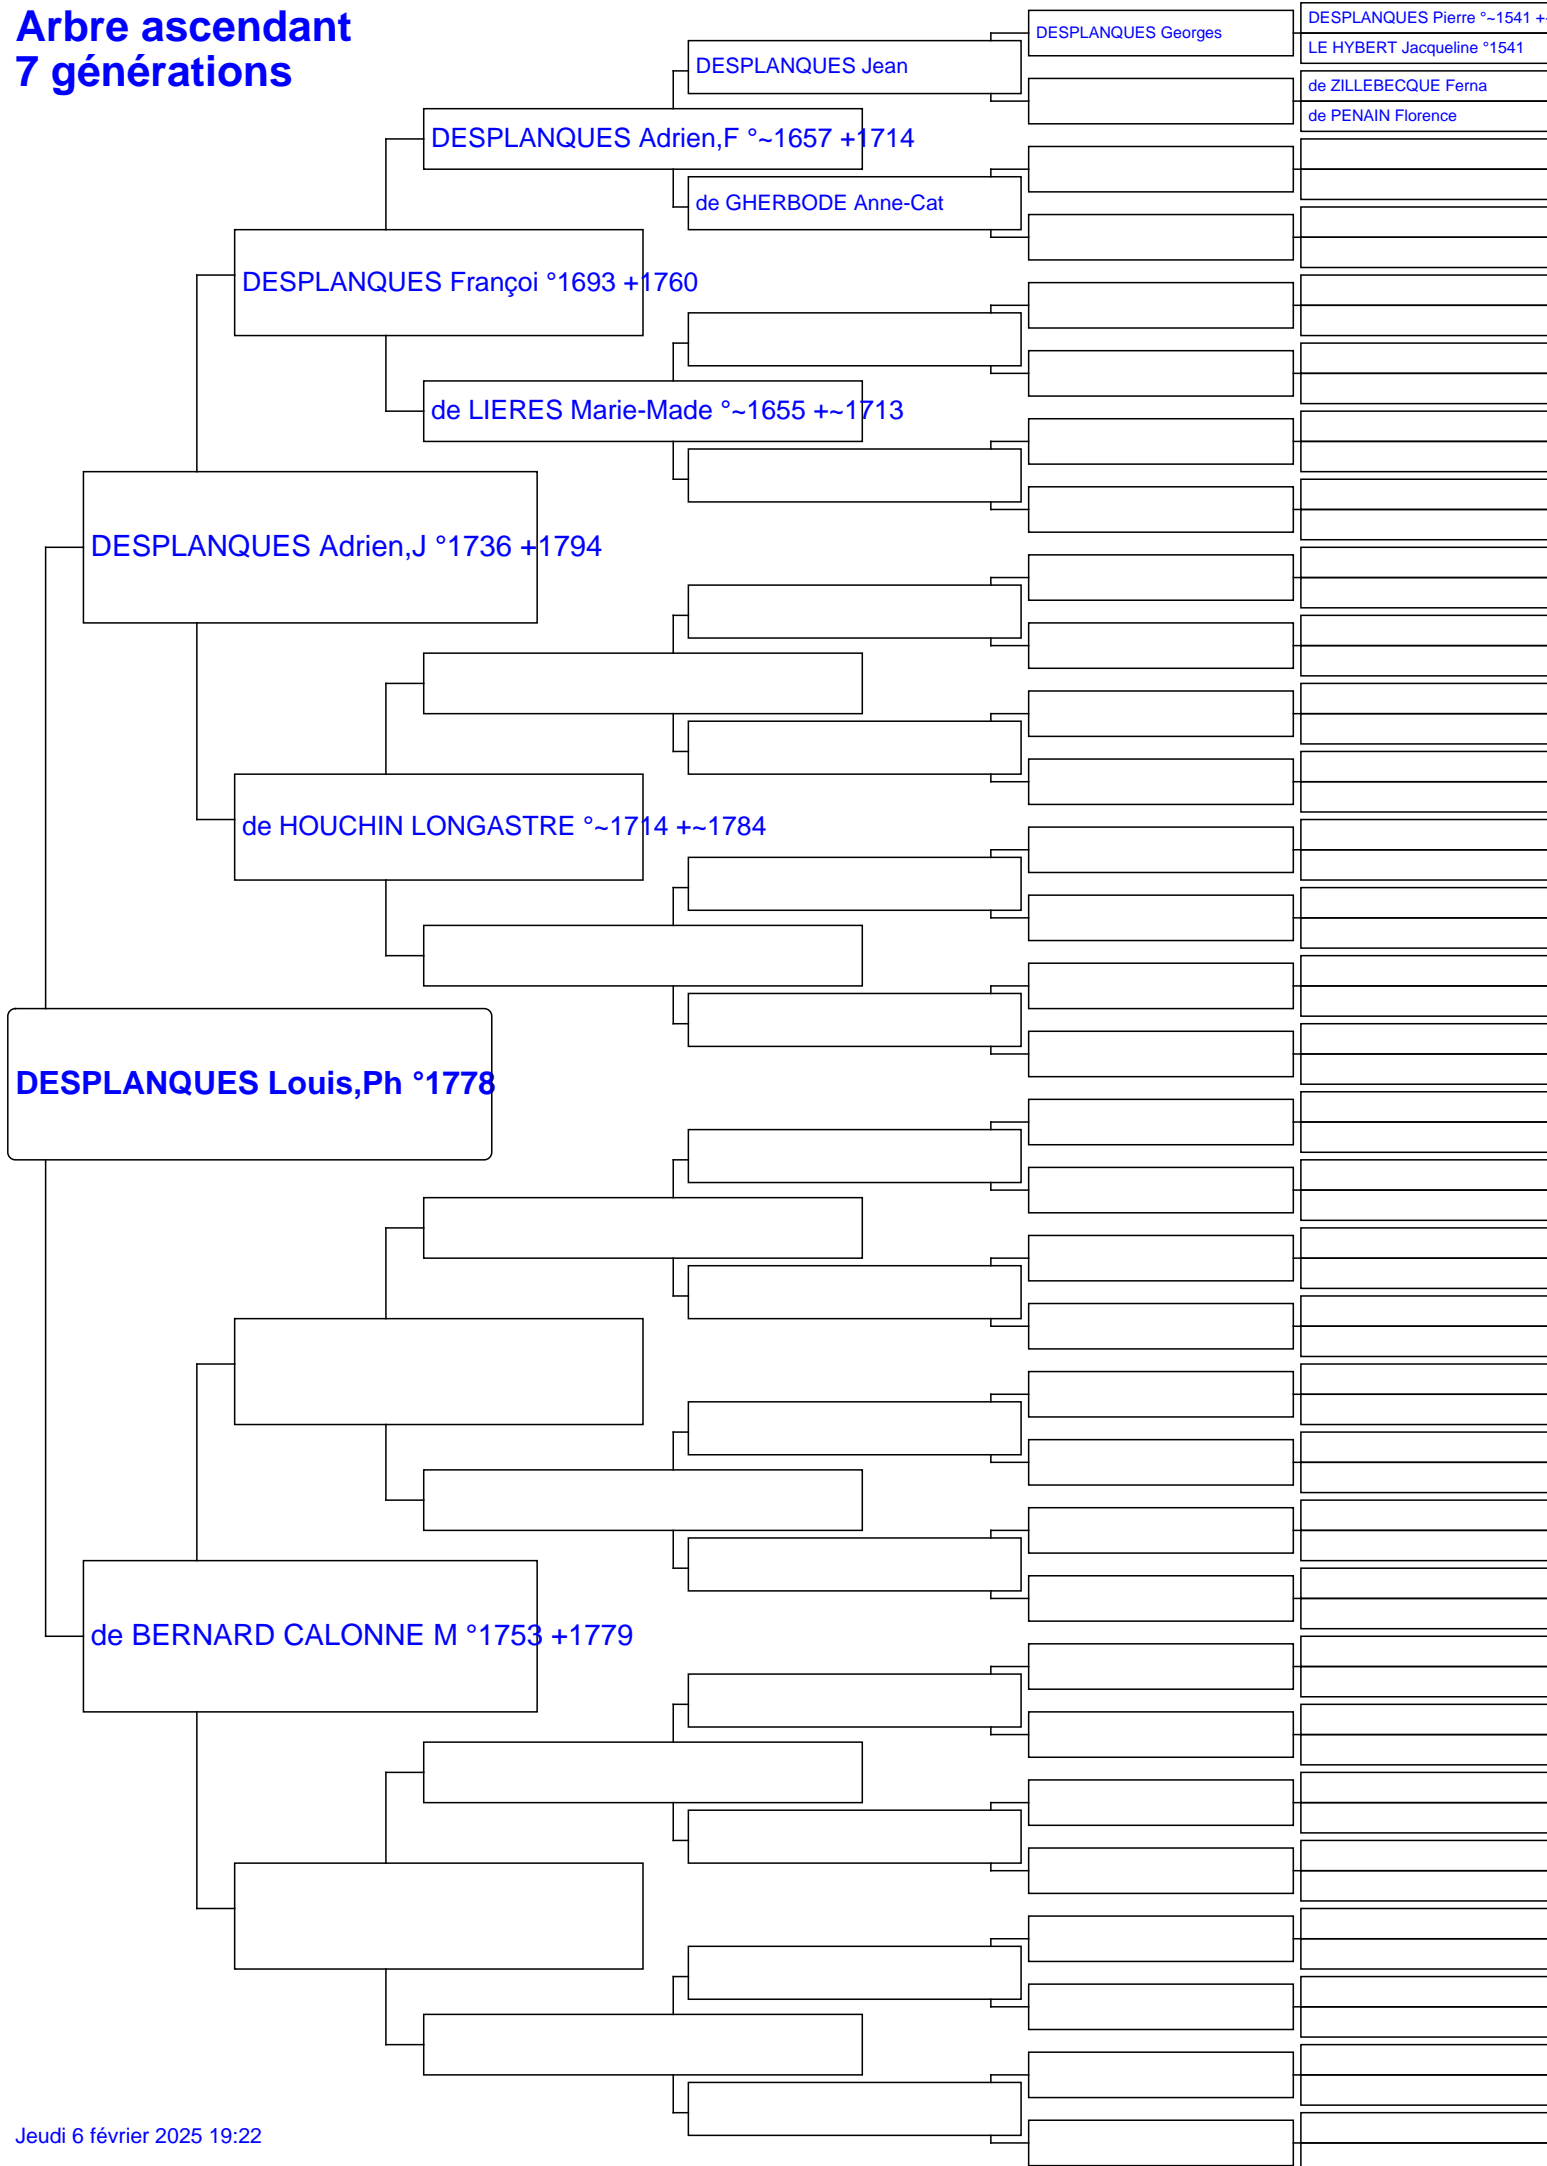 Arbre ascendant
7 générations
DESPLANQUES Georges
DESPLANQUES Pierre °~1541 +
LE HYBERT Jacqueline °1541
DESPLANQUES Jean
de ZILLEBECQUE Ferna
de PENAIN Florence
DESPLANQUES Adrien,F °~1657 +1714
de GHERBODE Anne-Cat
DESPLANQUES Françoi °1693 +1760
de LIERES Marie-Made °~1655 +~1713
DESPLANQUES Adrien,J °1736 +1794
de HOUCHIN LONGASTRE °~1714 +~1784
DESPLANQUES Louis,Ph °1778
de BERNARD CALONNE M °1753 +1779
Jeudi 6 février 2025 19:22